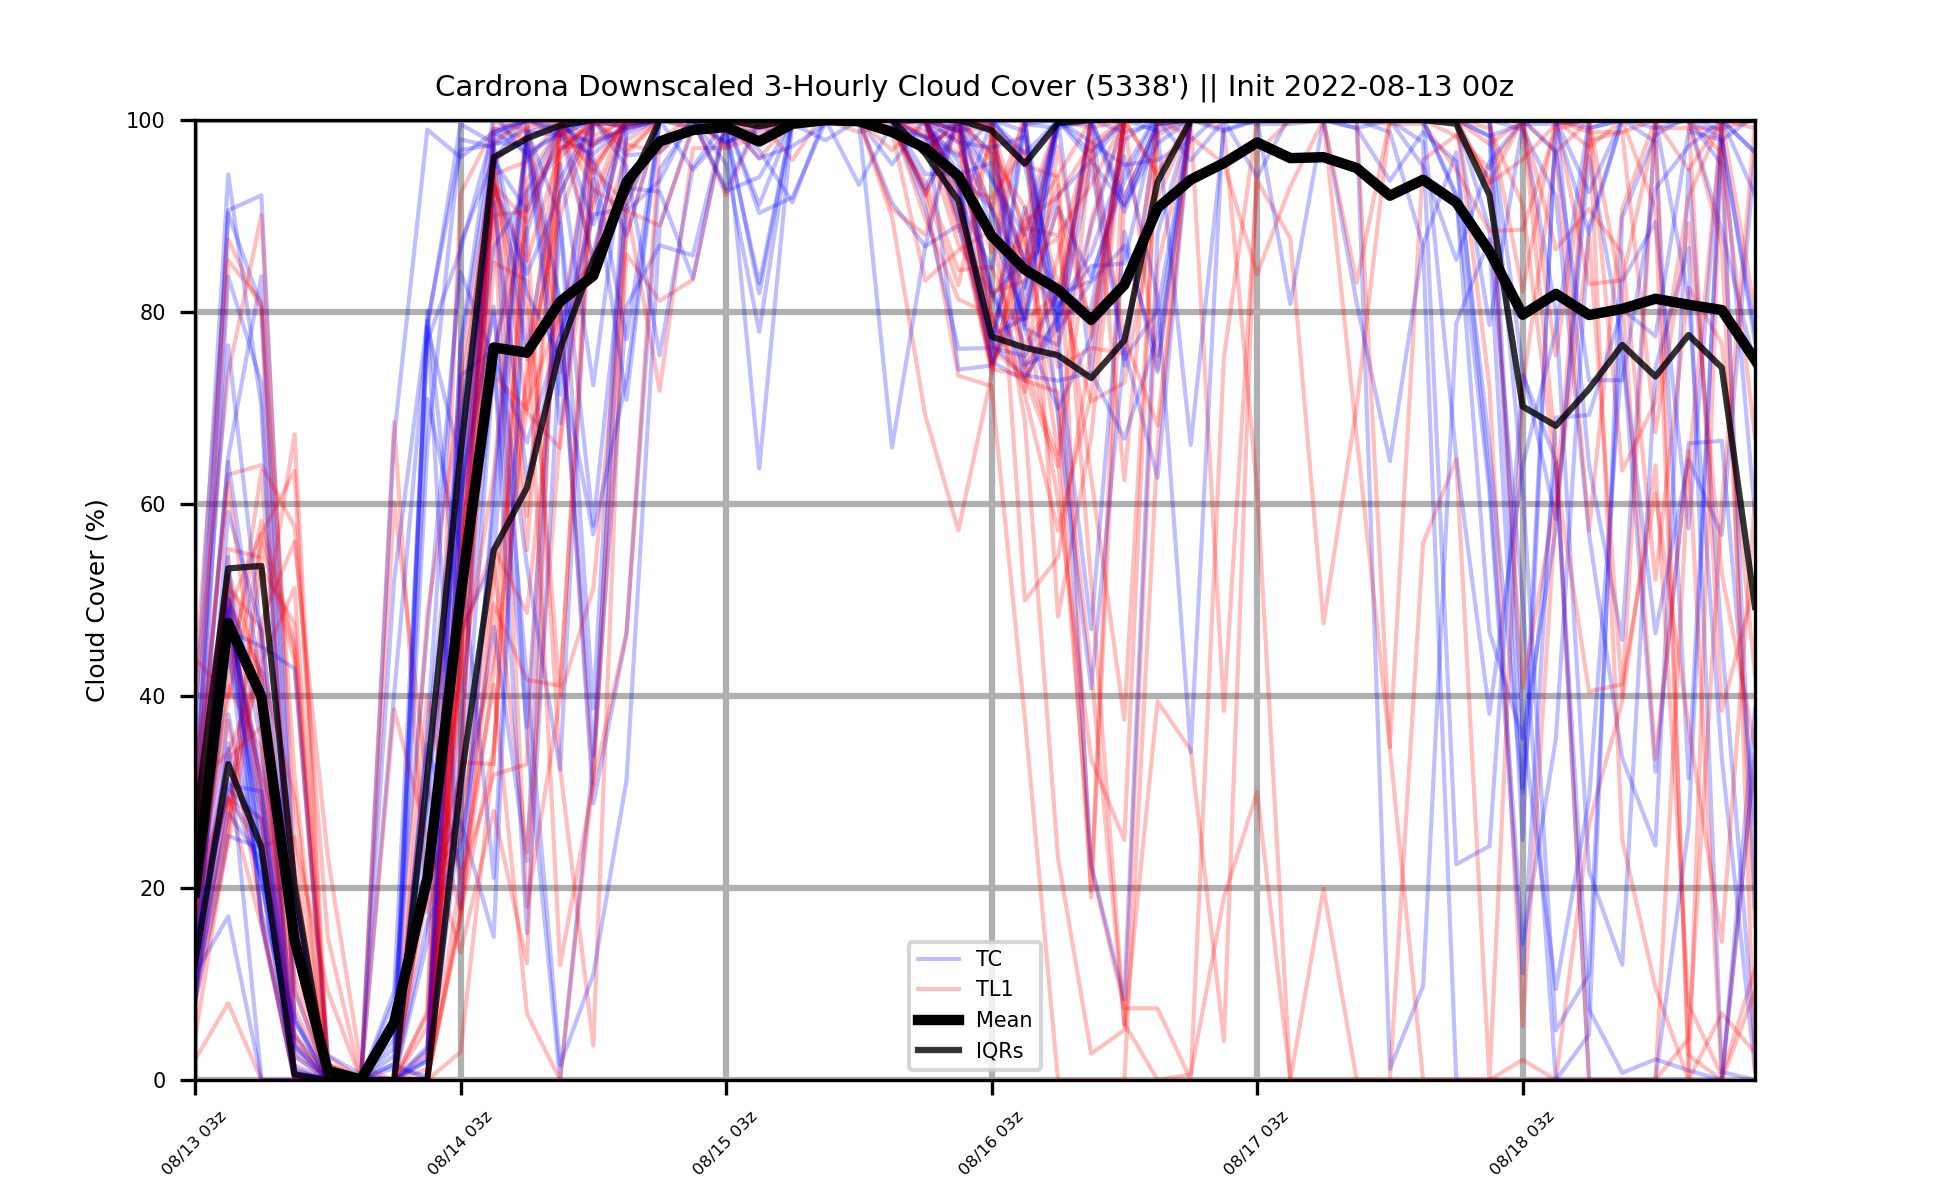 Cardrona Downscaled 3-Hourly Cloud Cover (5338') || Init 2022-08-13 00z
Cloud Cover (%)
100
80
60
40
20
0
TC
TL1
Mean
IQRs
08/13 03z
08/14 03z
08/15 03z
08/16 03z
08/17 03z
08/18 03z